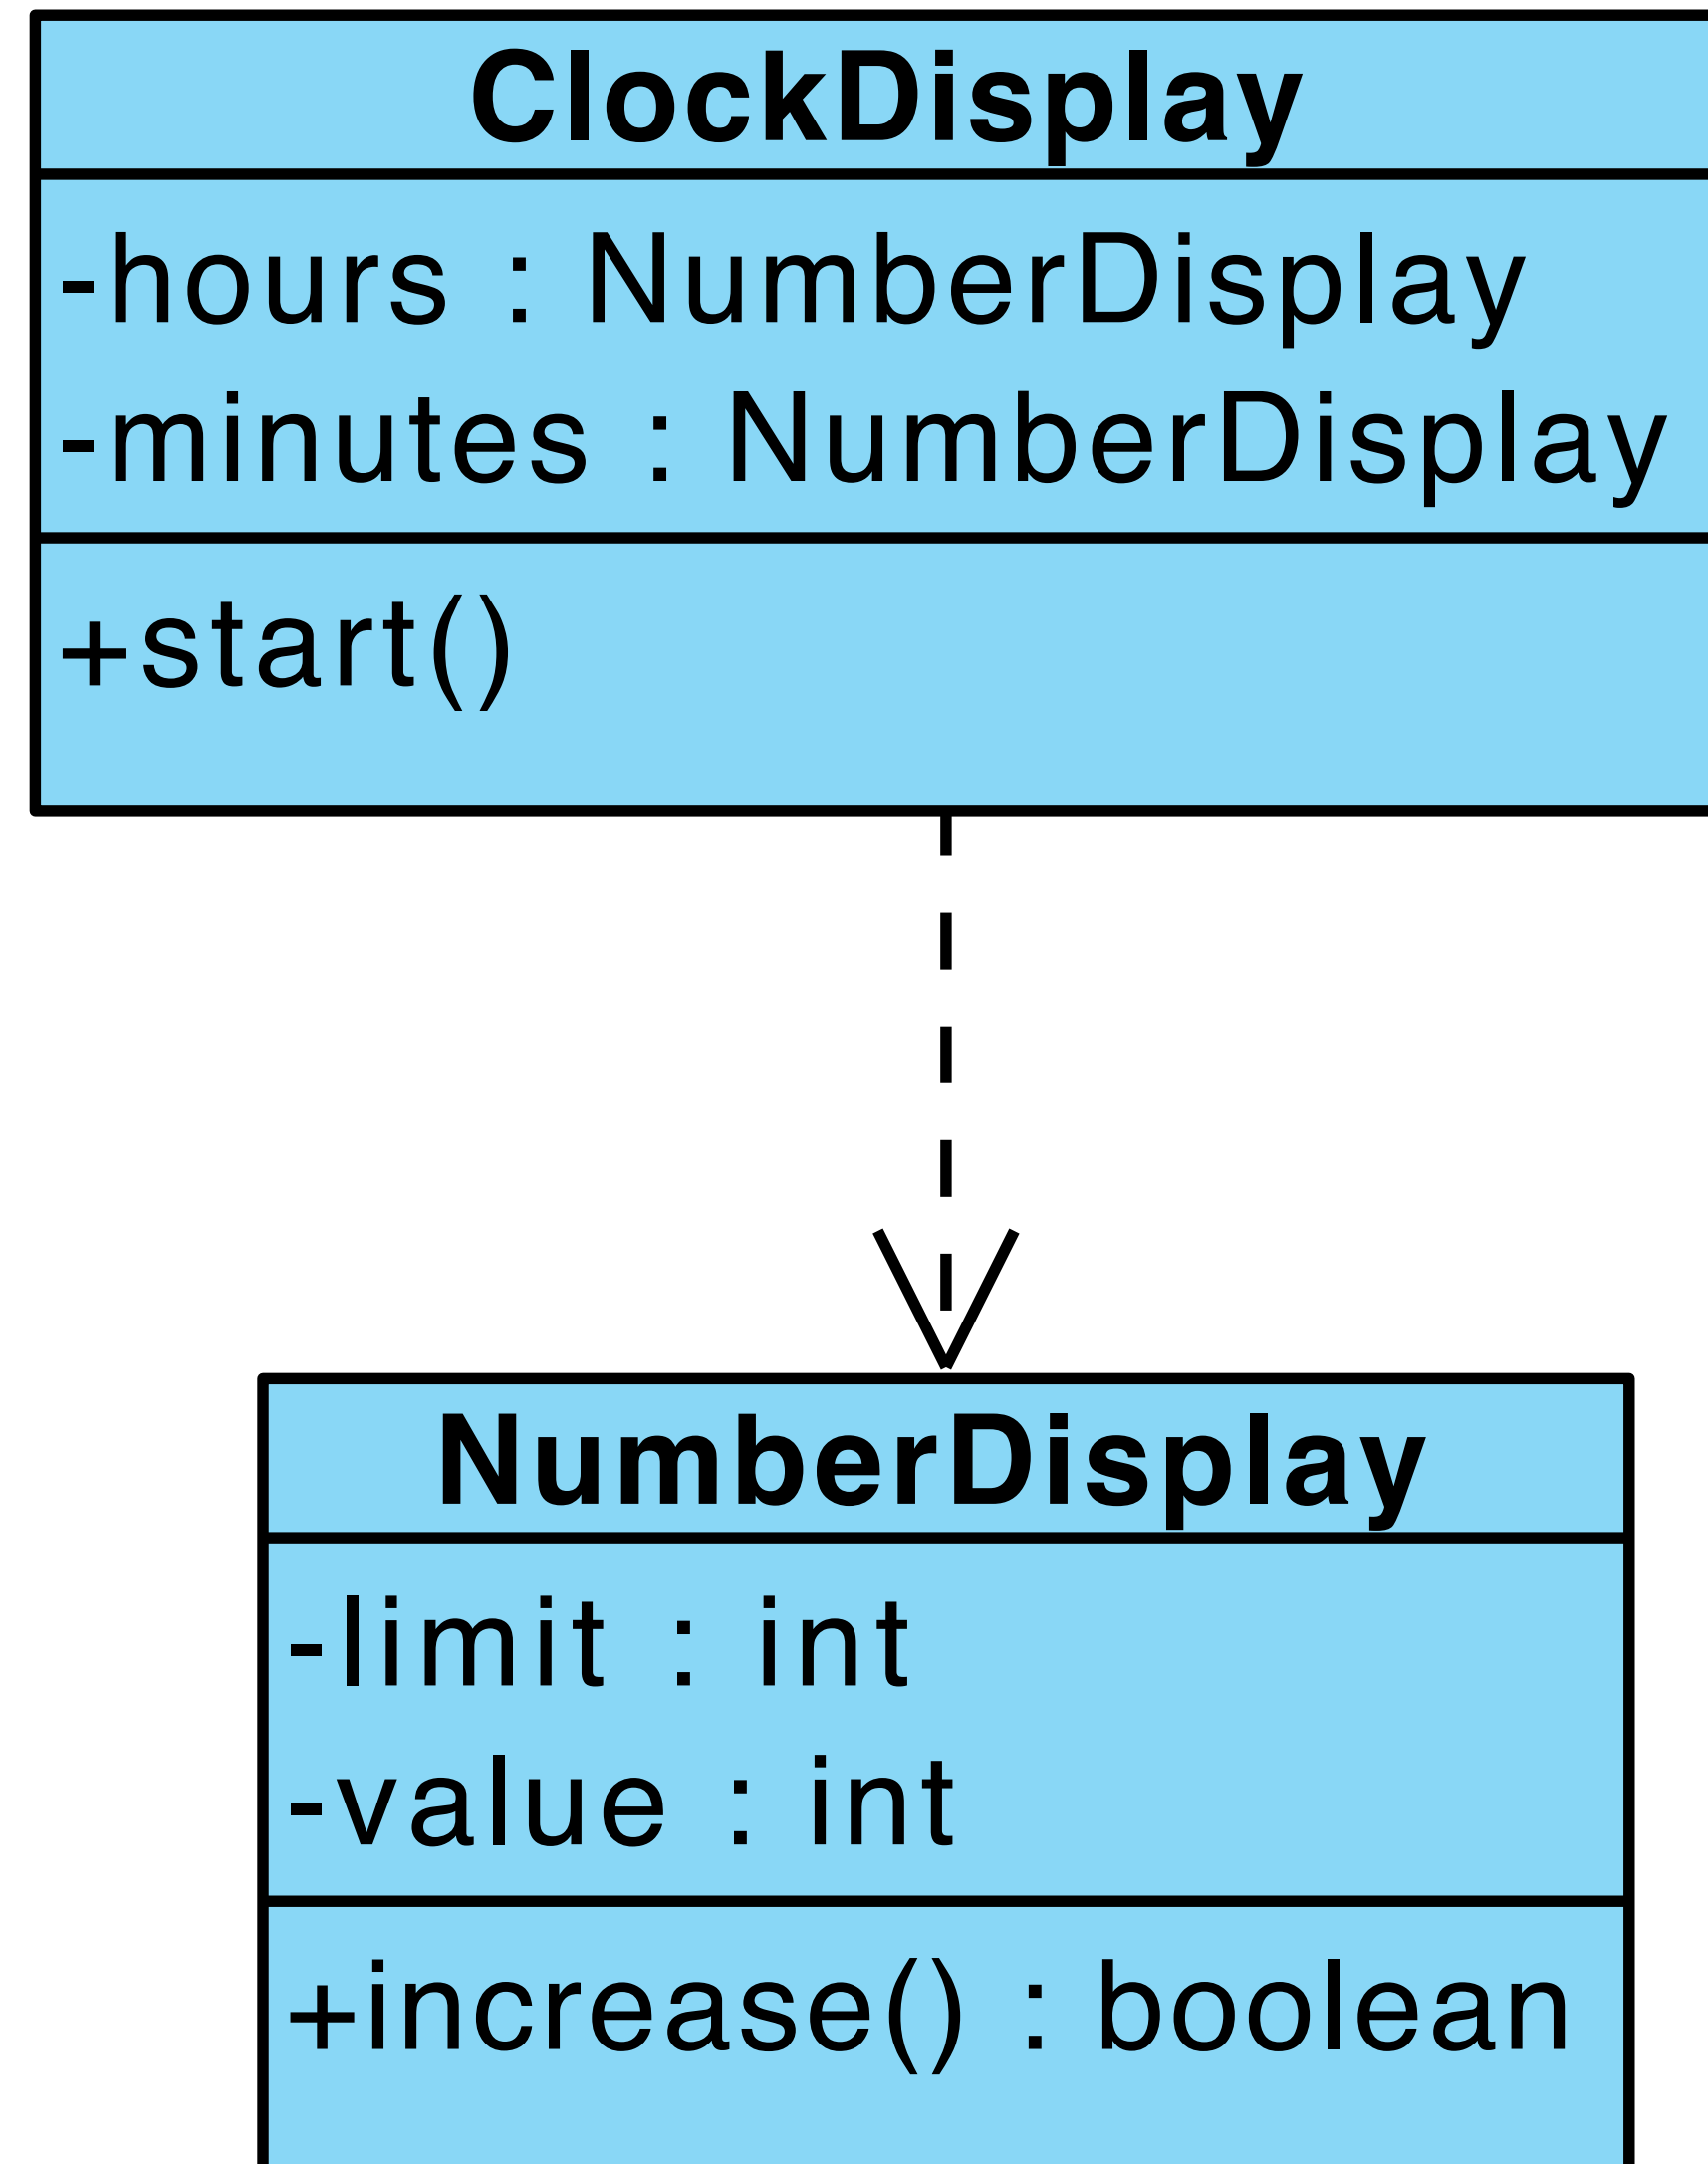 ClockDisplay
-hours : NumberDisplay
-minutes : NumberDisplay
+start()
NumberDisplay
-limit : int
-value : int
+increase() : boolean